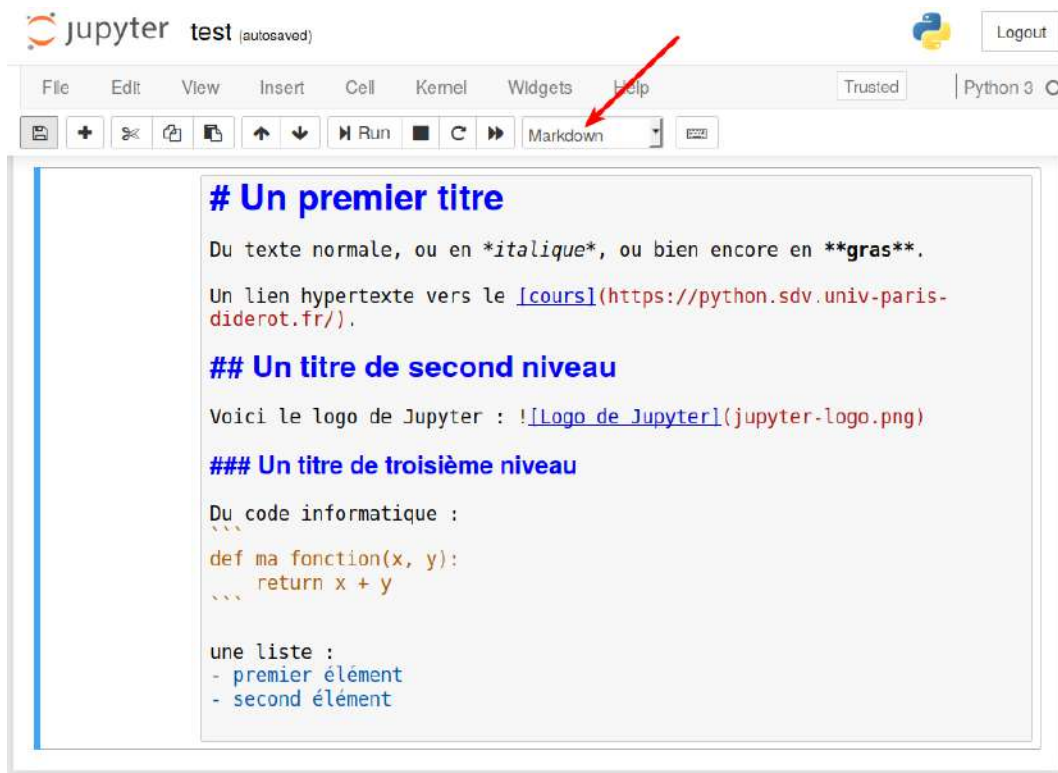 jupyter test (autosaved) Logout
File Edit View Insert Cell Kernel Widgets Help Trusted Python 3
Run Markdown
# Un premier titre
Du texte normale, ou en *italique*, ou bien encore en **gras**.
Un lien hypertexte vers le [cours](https://python.sdv.univ-paris-
diderot.fr/).
## Un titre de second niveau
Voici le logo de Jupyter : ![Logo de Jupyter](jupyter-logo.png)
### Un titre de troisième niveau
Du code informatique :
```
def ma fonction(x, y):
    return x + y
```
une liste :
- premier élément
- second élément